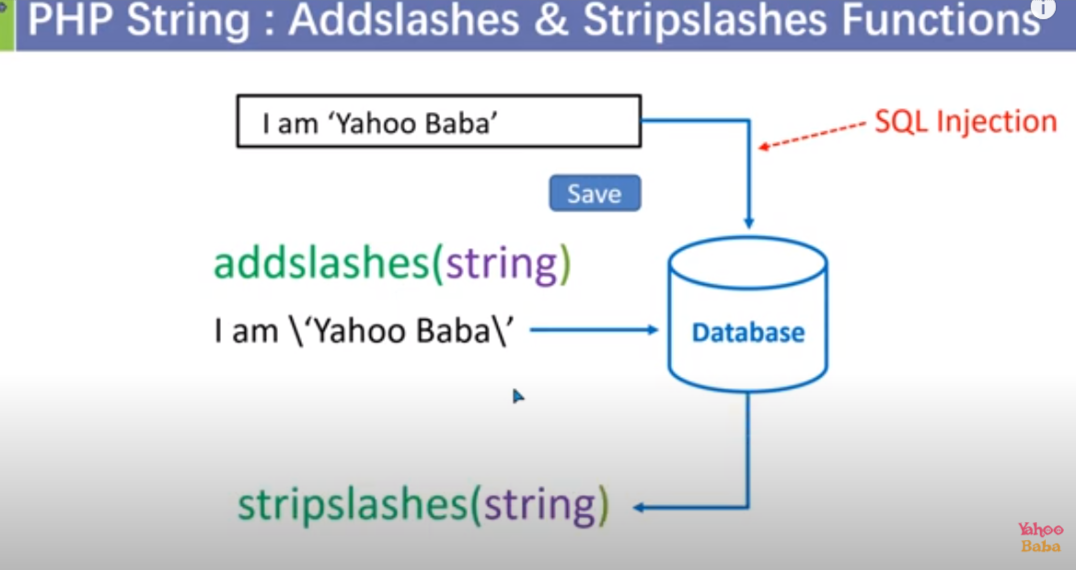 PHP String : Addslashes & Stripslashes Functions
i
I am ‘Yahoo Baba’
SQL Injection
Save
addslashes(string)
I am \‘Yahoo Baba\’
Database
stripslashes(string)
Yahoo
Baba